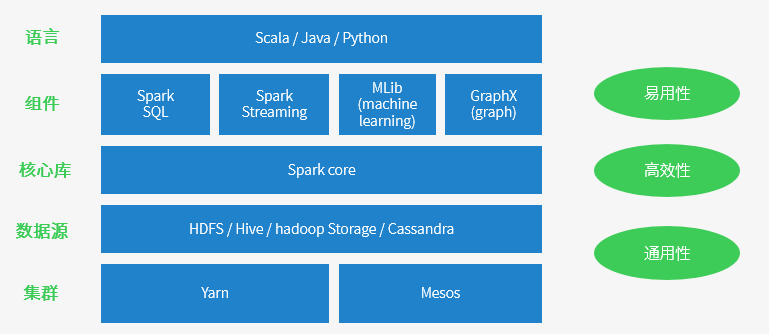 语言
Scala / Java / Python
组件
Spark
SQL
Spark
Streaming
MLib
(machine
learning)
GraphX
(graph)
核心库
Spark core
数据源
HDFS / Hive / hadoop Storage / Cassandra
集群
Yarn
Mesos
易用性
高效性
通用性